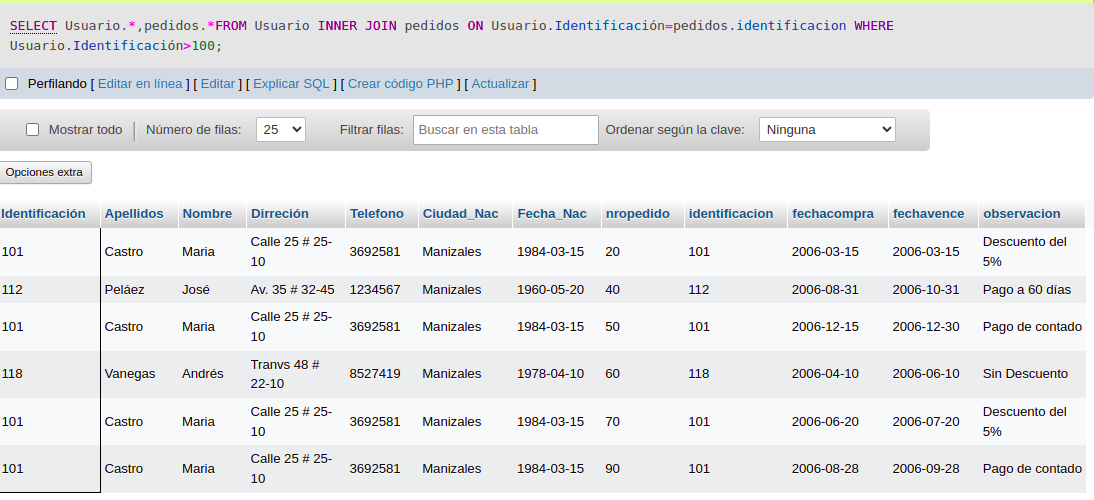 SELECT Usuario.*,pedidos.*FROM Usuario INNER JOIN pedidos ON Usuario.Identificación=pedidos.identificacion WHERE
Usuario.Identificación>100;
Perfilando [ Editar en línea ] [ Editar ] [ Explicar SQL ] [ Crear código PHP ] [ Actualizar ]
Mostrar todo | Número de filas: 25 Filtrar filas: Buscar en esta tabla Ordenar según la clave: Ninguna
Opciones extra
Identificación Apellidos Nombre Dirreción Telefono Ciudad_Nac Fecha_Nac nropedido identificacion fechacompra fechavence observacion
101 Castro Maria Calle 25 # 25-10 3692581 Manizales 1984-03-15 20 101 2006-03-15 2006-03-15 Descuento del 5%
112 Peláez José Av. 35 # 32-45 1234567 Manizales 1960-05-20 40 112 2006-08-31 2006-10-31 Pago a 60 días
101 Castro Maria Calle 25 # 25-10 3692581 Manizales 1984-03-15 50 101 2006-12-15 2006-12-30 Pago de contado
118 Vanegas Andrés Tranvs 48 # 22-10 8527419 Manizales 1978-04-10 60 118 2006-04-10 2006-06-10 Sin Descuento
101 Castro Maria Calle 25 # 25-10 3692581 Manizales 1984-03-15 70 101 2006-06-20 2006-07-20 Descuento del 5%
101 Castro Maria Calle 25 # 25-10 3692581 Manizales 1984-03-15 90 101 2006-08-28 2006-09-28 Pago de contado